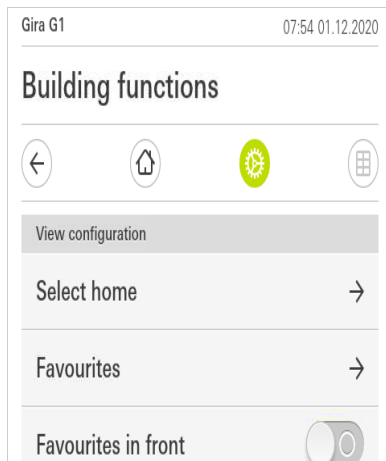 Gira G1 07:54 01.12.2020
Building functions
View configuration
Select home
Favourites
Favourites in front